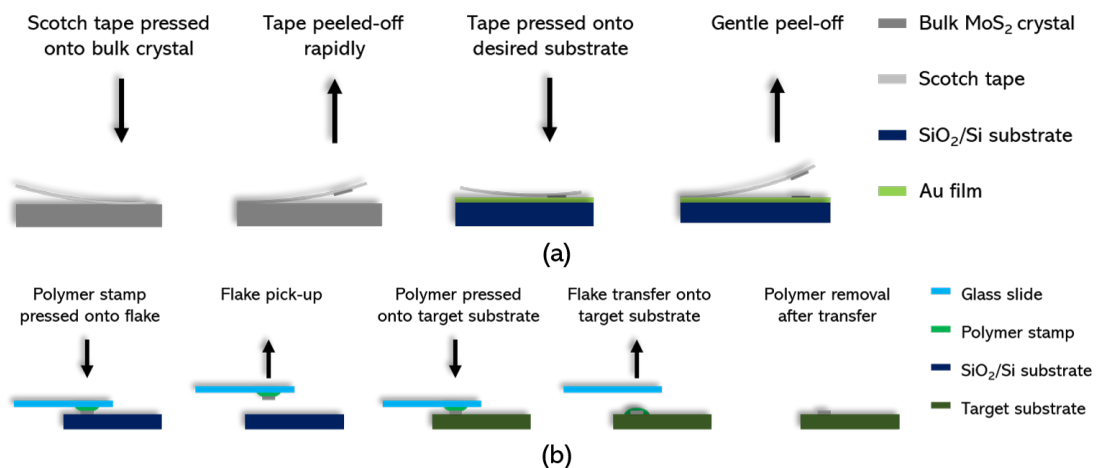 Scotch tape pressed
onto bulk crystal
Tape peeled-off
rapidly
Tape pressed onto
desired substrate
Gentle peel-off
Bulk MoS₂ crystal
Scotch tape
SiO₂/Si substrate
Au film
(a)
Polymer stamp
pressed onto flake
Flake pick-up
Polymer pressed
onto target substrate
Flake transfer onto
target substrate
Polymer removal
after transfer
Glass slide
Polymer stamp
SiO₂/Si substrate
Target substrate
(b)